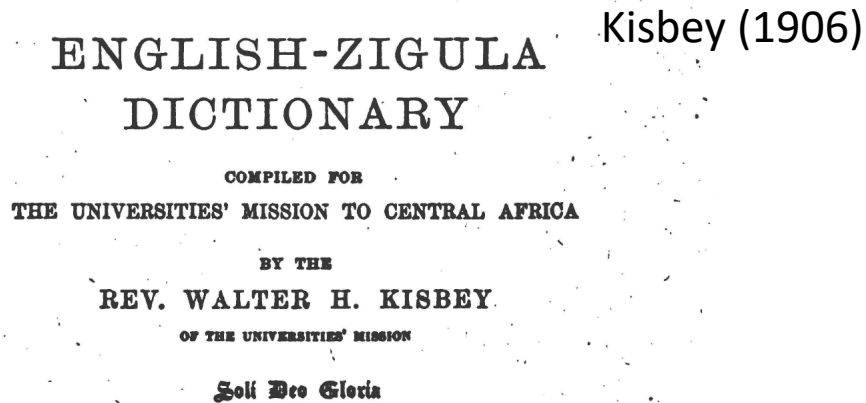 Kisbey (1906)
ENGLISH-ZIGULA
DICTIONARY
COMPILED FOR
THE UNIVERSITIES' MISSION TO CENTRAL AFRICA
BY THE
REV. WALTER H. KISBEY
OF THE UNIVERSITIES' MISSION
Soli Deo Gloria